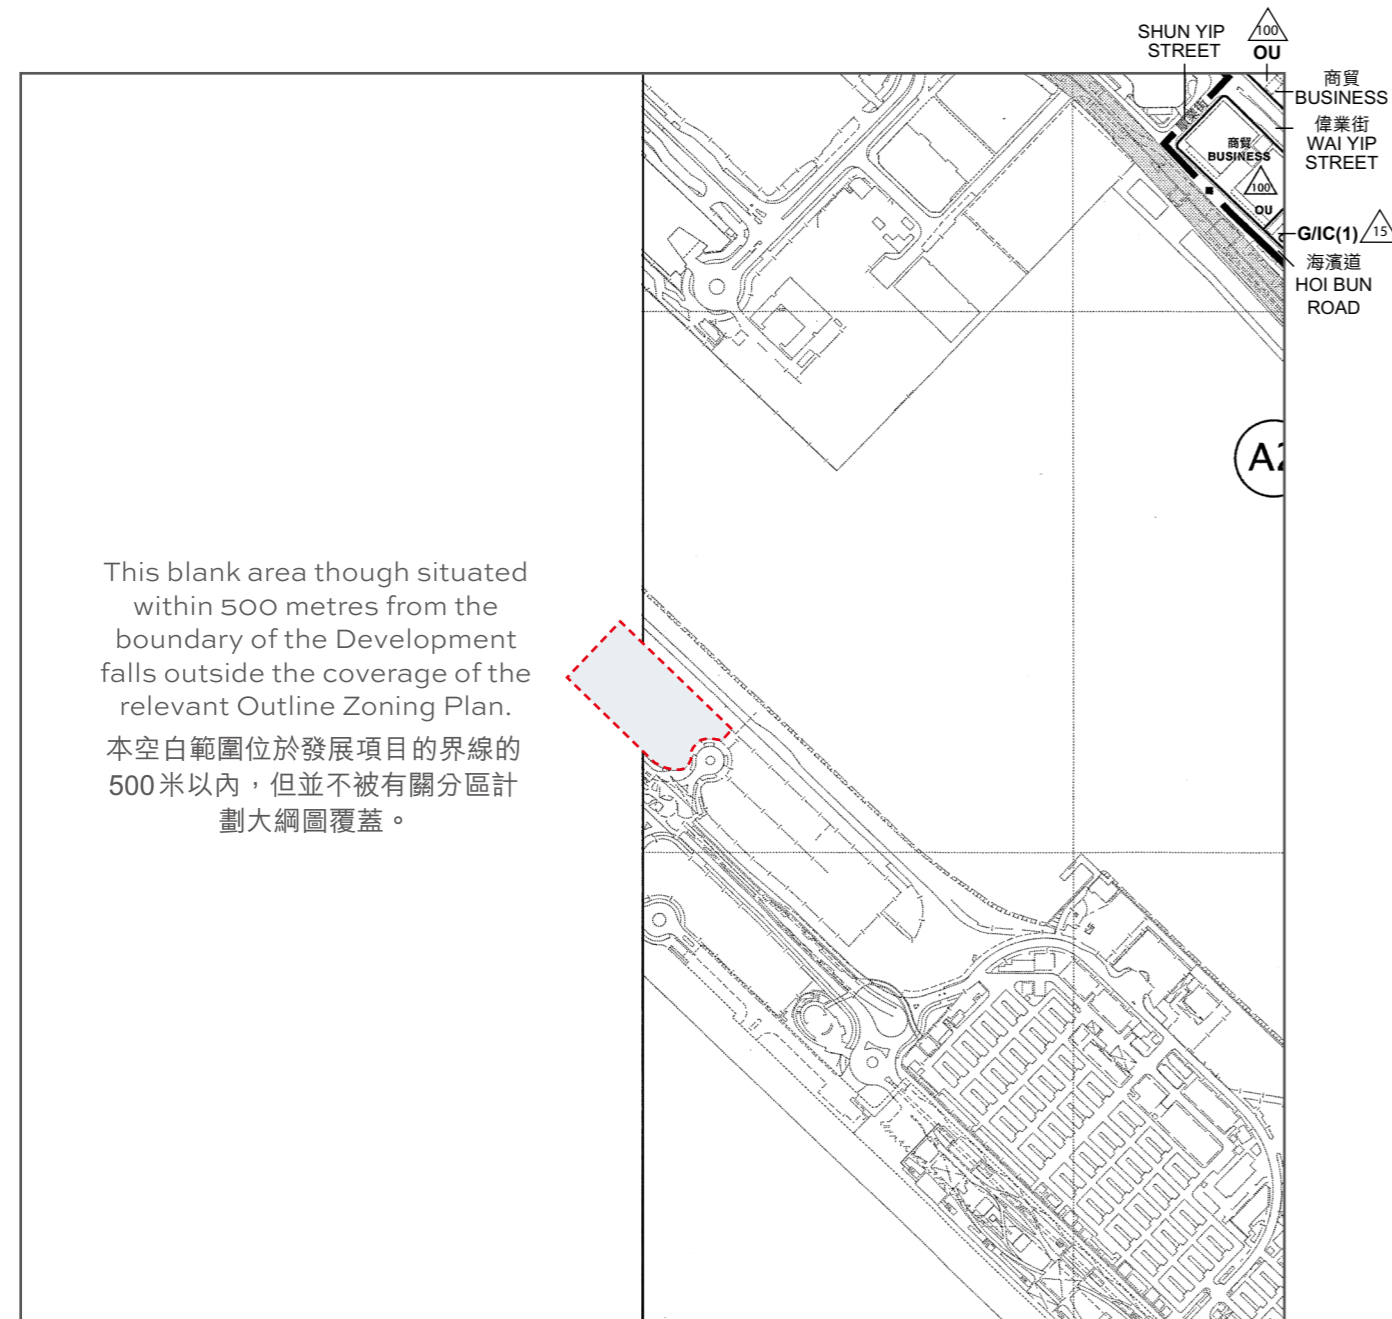 SHUN YIP
STREET
100
OU
商貿
BUSINESS
偉業街
WAI YIP
STREET
商貿
BUSINESS
100
OU
G/IC(1)
15
海濱道
HOI BUN
ROAD
This blank area though situated
within 500 metres from the
boundary of the Development
falls outside the coverage of the
relevant Outline Zoning Plan.
本空白範圍位於發展項目的界線的
500米以內,但並不被有關分區計
劃大綱圖覆蓋。